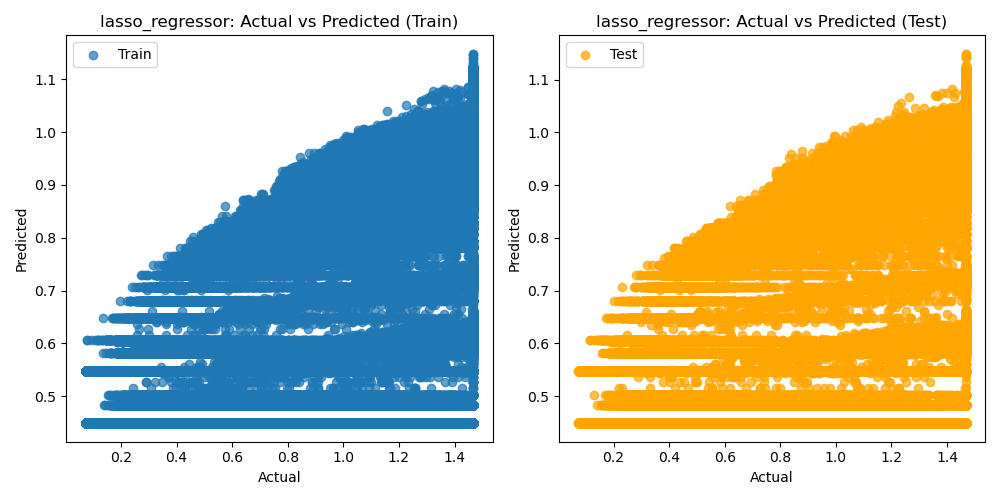 lasso_regressor: Actual vs Predicted (Train)
Train
Predicted
1.1
1.0
0.9
0.8
0.7
0.6
0.5
0.2 0.4 0.6 0.8 1.0 1.2 1.4
Actual
lasso_regressor: Actual vs Predicted (Test)
Test
Predicted
1.1
1.0
0.9
0.8
0.7
0.6
0.5
0.2 0.4 0.6 0.8 1.0 1.2 1.4
Actual